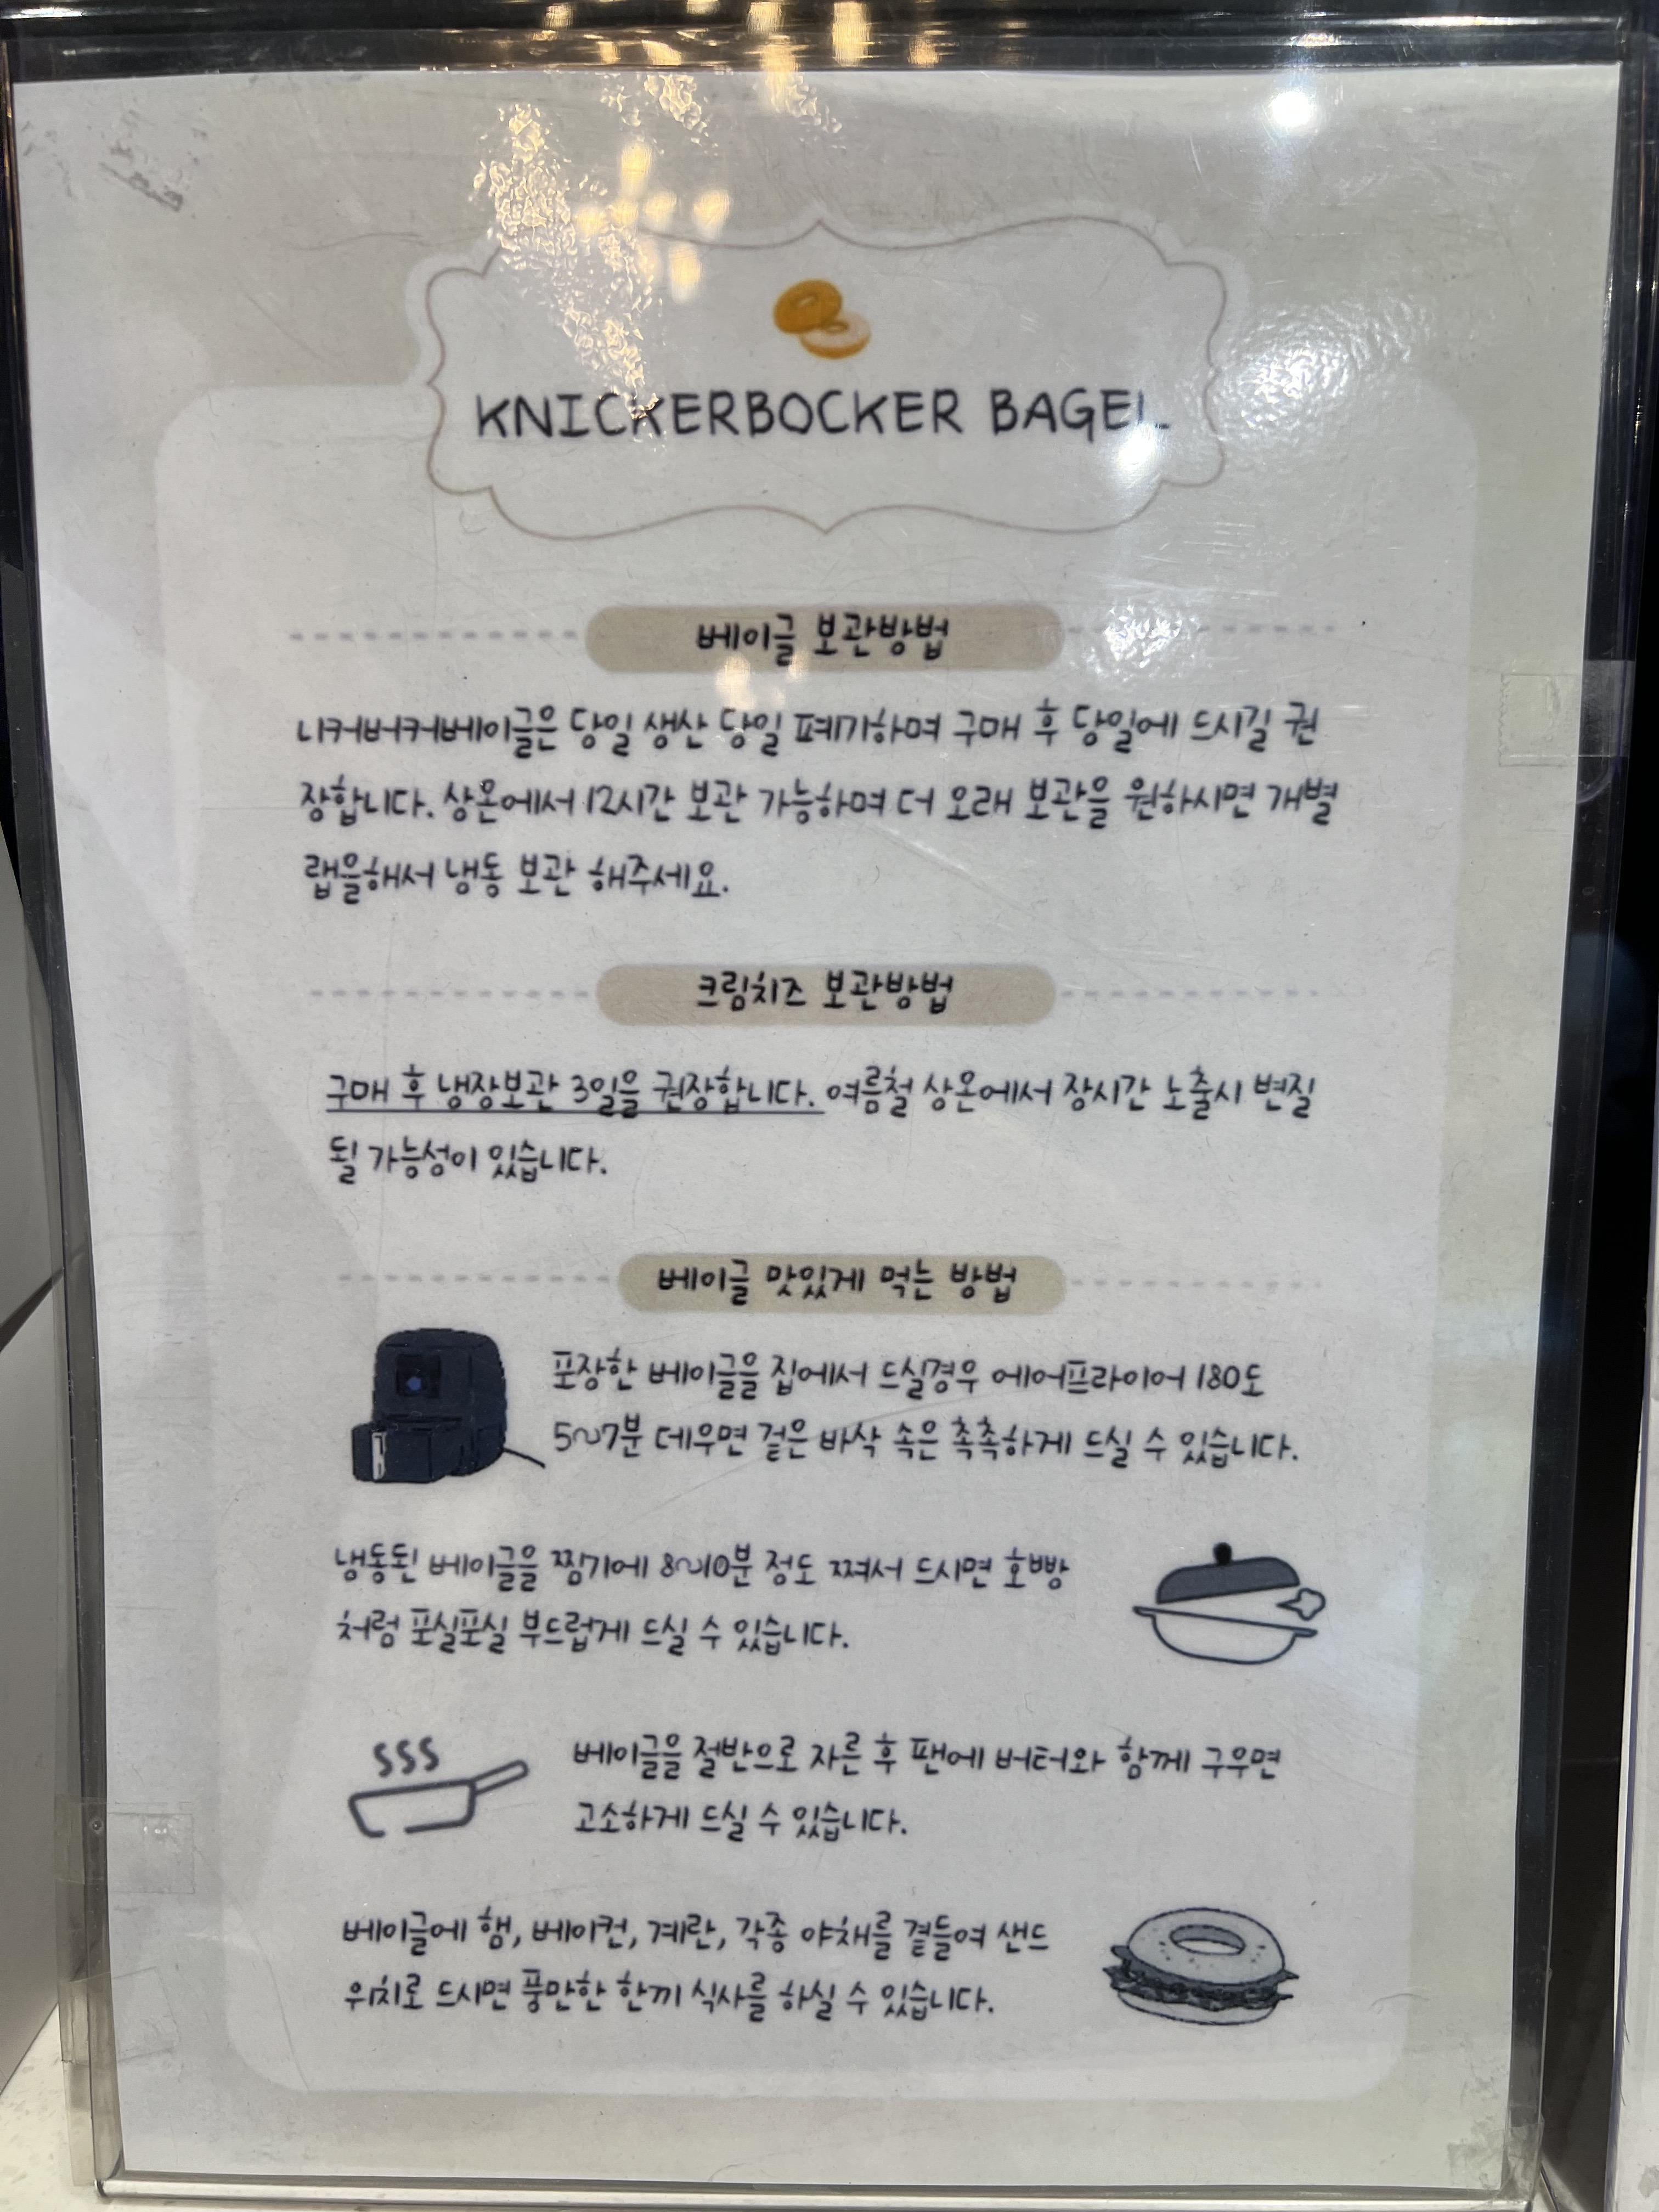 KNICKERBOCKER BAGEL
베이글 보관방법
니커버커베이글은 당일 생산 당일 폐기하며 구매 후 당일에 드시길 권
장합니다. 상온에서 12시간 보관 가능하며 더 오래 보관을 원하시면 개별
랩을해서 냉동 보관 해주세요.
크림치즈 보관방법
구매 후 냉장보관 3일을 권장합니다. 여름철 상온에서 장시간 노출시 변질
될 가능성이 있습니다.
베이글 맛있게 먹는 방법
포장한 베이글을 집에서 드실경우 에어프라이어 180도
5~7분 데우면 겉은 바삭 속은 촉촉하게 드실 수 있습니다.
냉동된 베이글을 찜기에 8~10분 정도 쪄서 드시면 호빵
처럼 포실포실 부드럽게 드실 수 있습니다.
베이글을 절반으로 자른 후 팬에 버터와 함께 구우면
고소하게 드실 수 있습니다.
베이글에 햄, 베이컨, 계란, 각종 야채를 곁들여 샌드
위치로 드시면 풍만한 한끼 식사를 하실 수 있습니다.